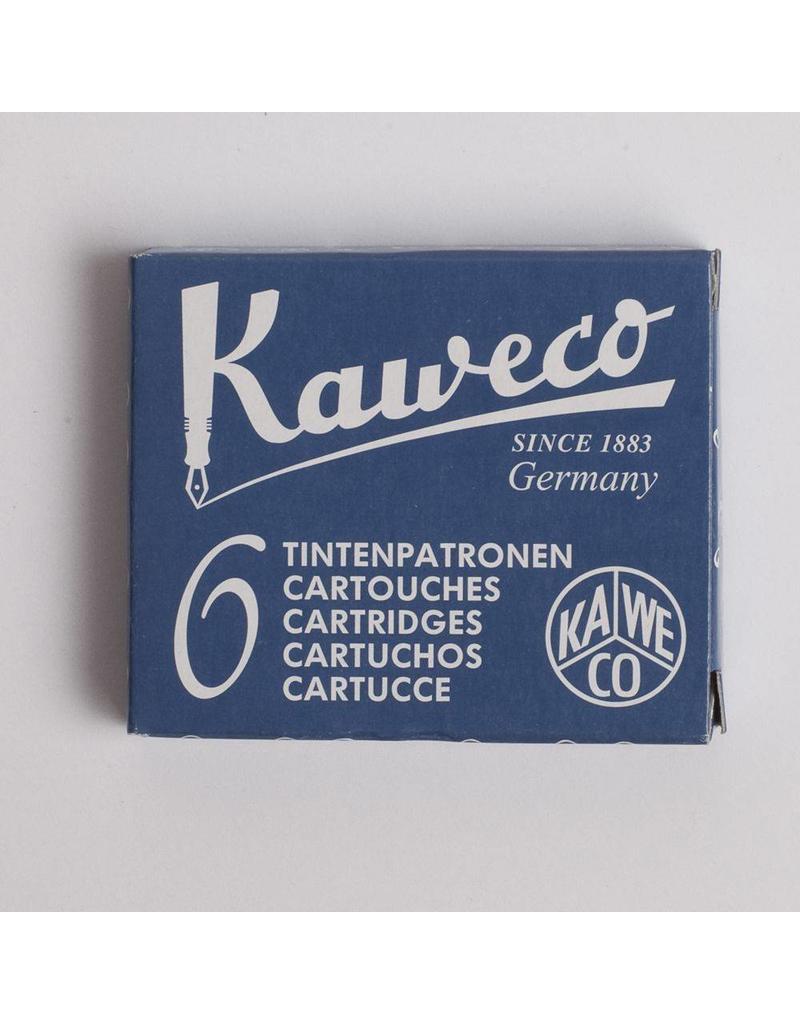 Kaweco
SINCE 1883
Germany
6
TINTENPATRONEN
CARTOUCHES
CARTRIDGES
CARTUCHOS
CARTUCCE
KA WE
CO